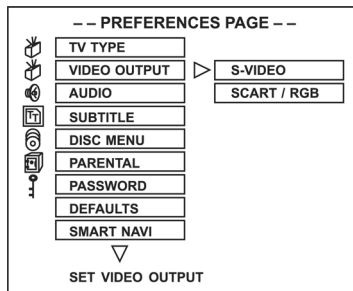 -- PREFERENCES PAGE --
TV TYPE
VIDEO OUTPUT
S-VIDEO
AUDIO
SCART / RGB
SUBTITLE
TT
DISC MENU
PARENTAL
PASSWORD
DEFAULTS
SMART NAVI
SET VIDEO OUTPUT